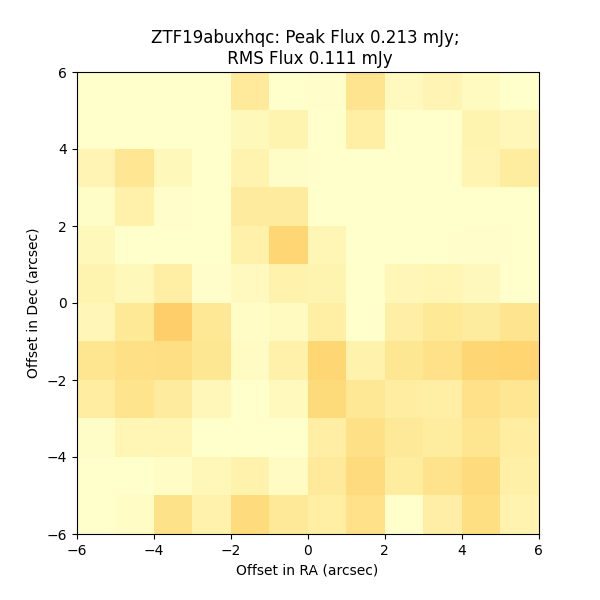 ZTF19abuxhqc: Peak Flux 0.213 mJy;
RMS Flux 0.111 mJy
6
4
2
0
−2
−4
−6
Offset in Dec (arcsec)
−6 −4 −2 0 2 4 6
Offset in RA (arcsec)